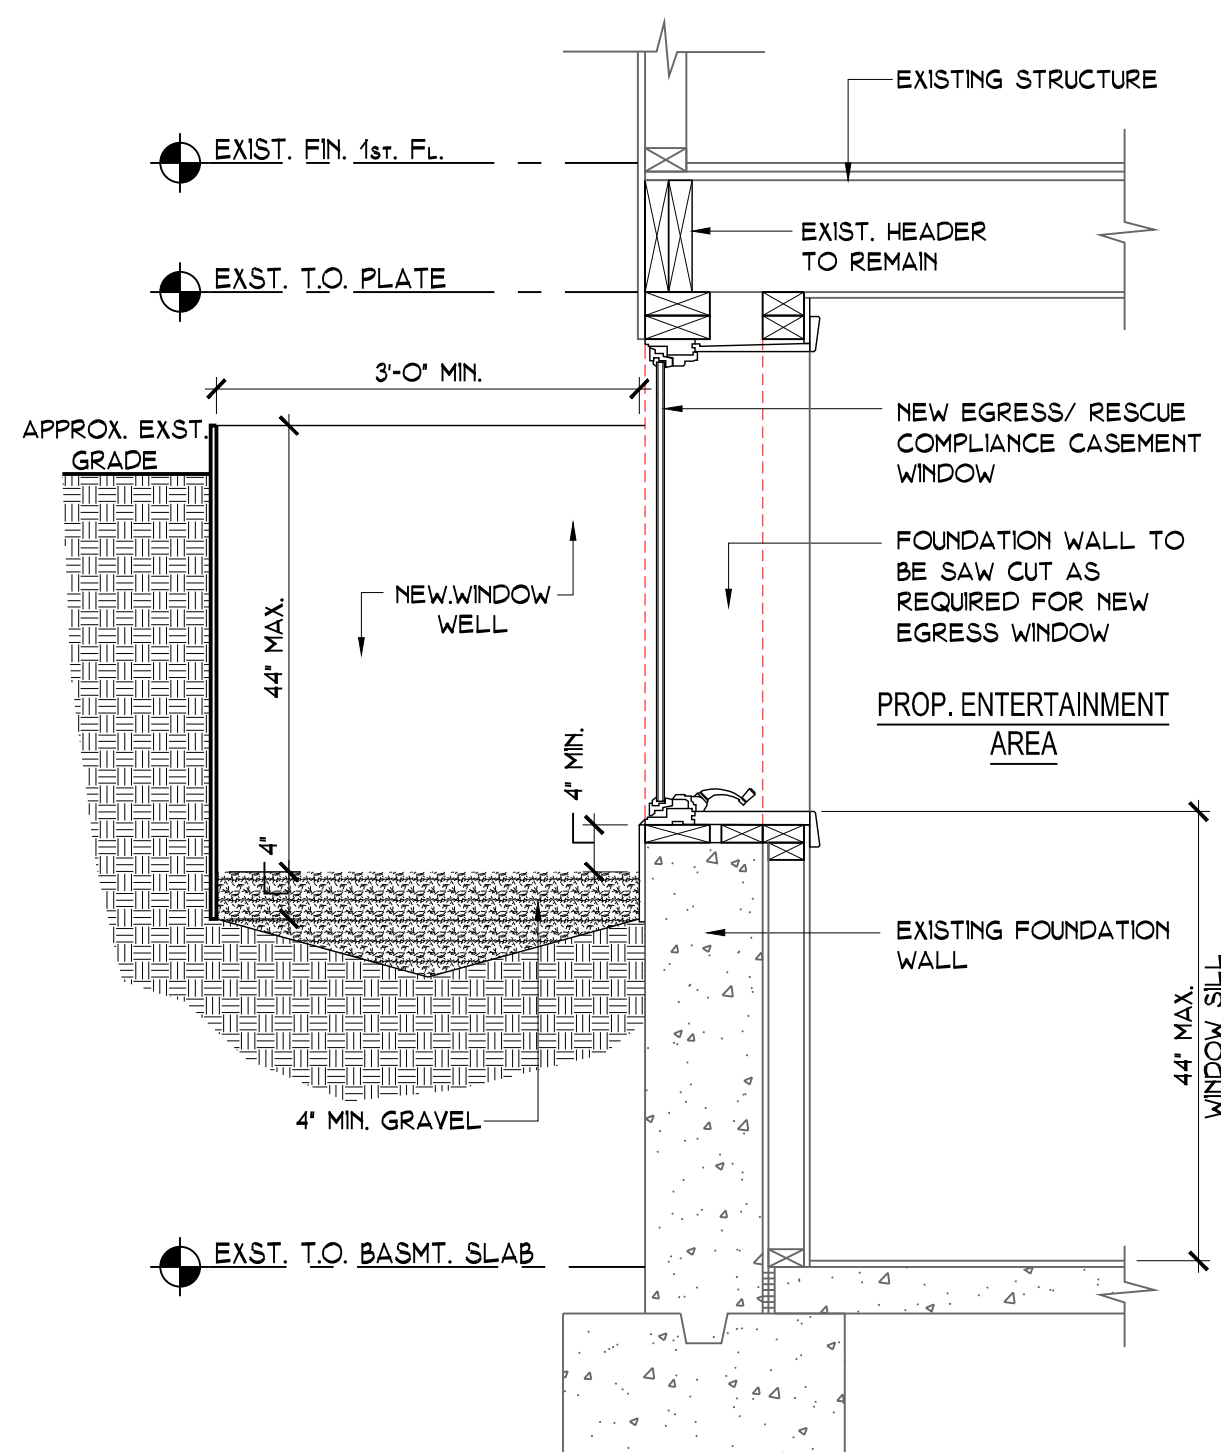 EXISTING STRUCTURE
EXIST. FIN. 1ST. FL.
EXIST. HEADER
TO REMAIN
EXST. T.O. PLATE
3'-0" MIN.
APPROX. EXST.
GRADE
NEW EGRESS/ RESCUE
COMPLIANCE CASEMENT
WINDOW
FOUNDATION WALL TO
BE SAW CUT AS
REQUIRED FOR NEW
EGRESS WINDOW
NEW.WINDOW
WELL
44" MAX.
PROP. ENTERTAINMENT
AREA
4" MIN.
4"
EXISTING FOUNDATION
WALL
44" MAX.
WINDOW SILL
4" MIN. GRAVEL
EXST. T.O. BASMT. SLAB